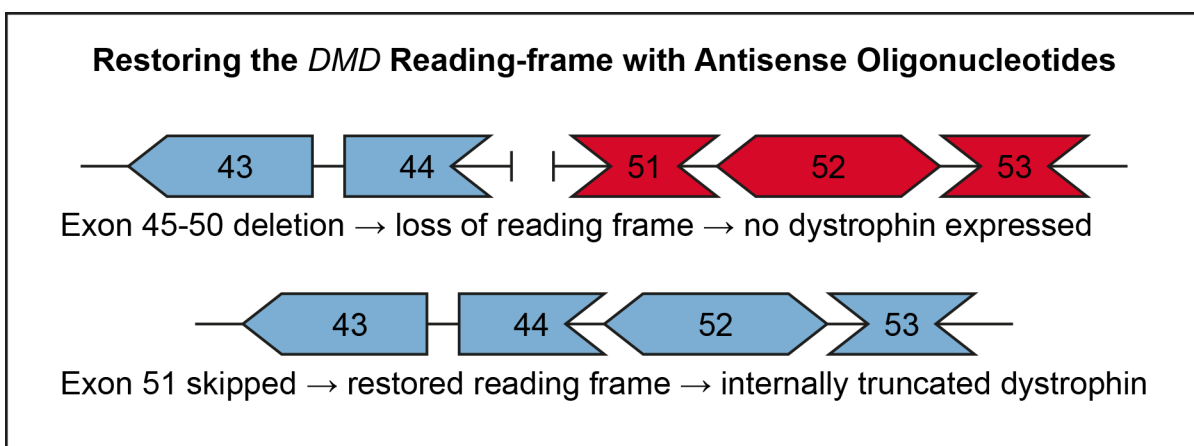 Restoring the DMD Reading-frame with Antisense Oligonucleotides
43 44 51 52 53
Exon 45-50 deletion → loss of reading frame → no dystrophin expressed
43 44 52 53
Exon 51 skipped → restored reading frame → internally truncated dystrophin